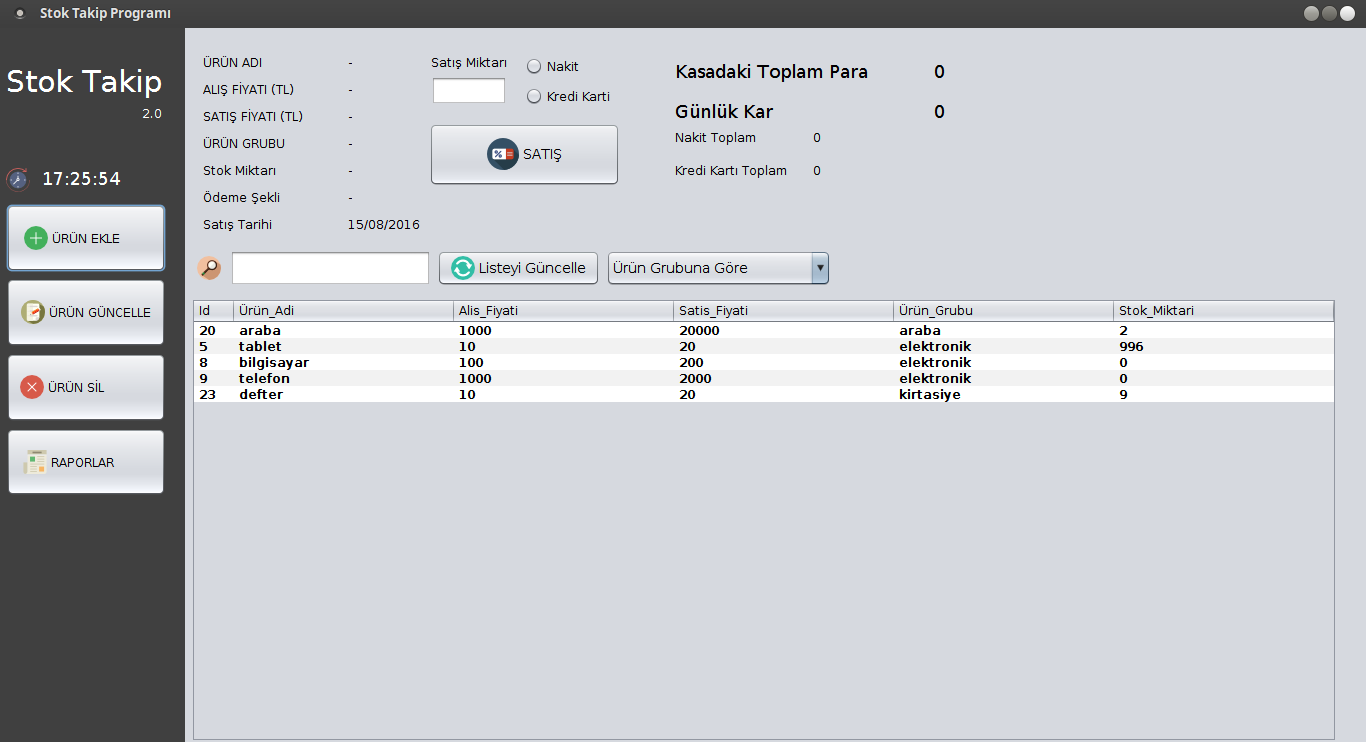 Stok Takip Programı
Stok Takip
2.0
17:25:54
ÜRÜN EKLE
ÜRÜN GÜNCELLE
ÜRÜN SİL
RAPORLAR
ÜRÜN ADI -
ALIŞ FİYATI (TL) -
SATIŞ FİYATI (TL) -
ÜRÜN GRUBU -
Stok Miktarı -
Ödeme Şekli -
Satış Tarihi 15/08/2016
Satış Miktarı
Nakit
Kredi Karti
SATIŞ
Kasadaki Toplam Para 0
Günlük Kar 0
Nakit Toplam 0
Kredi Kartı Toplam 0
Listeyi Güncelle
Ürün Grubuna Göre
Id Ürün_Adi Alis_Fiyati Satis_Fiyati Ürün_Grubu Stok_Miktari
20 araba 1000 20000 araba 2
5 tablet 10 20 elektronik 996
8 bilgisayar 100 200 elektronik 0
9 telefon 1000 2000 elektronik 0
23 defter 10 20 kirtasiye 9